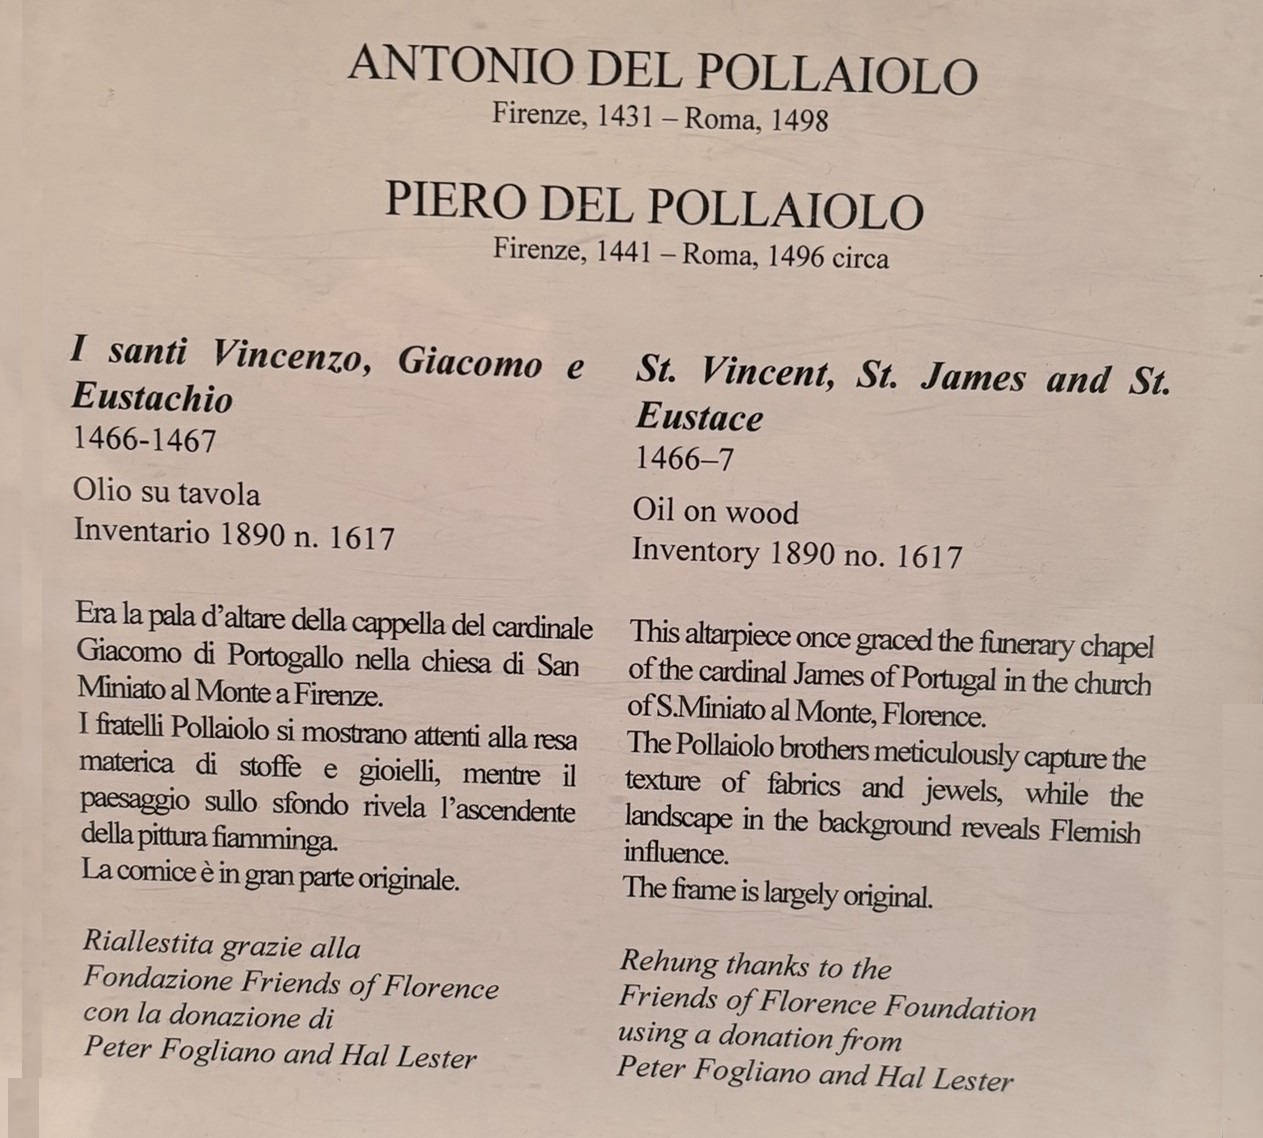 ANTONIO DEL POLLAIOLO
Firenze, 1431 – Roma, 1498
PIERO DEL POLLAIOLO
Firenze, 1441 – Roma, 1496 circa
I santi Vincenzo, Giacomo e
Eustachio
1466-1467
Olio su tavola
Inventario 1890 n. 1617
Era la pala d’altare della cappella del cardinale
Giacomo di Portogallo nella chiesa di San
Miniato al Monte a Firenze.
I fratelli Pollaiolo si mostrano attenti alla resa
materica di stoffe e gioielli, mentre il
paesaggio sullo sfondo rivela l’ascendente
della pittura fiamminga.
La cornice è in gran parte originale.
Riallestita grazie alla
Fondazione Friends of Florence
con la donazione di
Peter Fogliano and Hal Lester
St. Vincent, St. James and St.
Eustace
1466–7
Oil on wood
Inventory 1890 no. 1617
This altarpiece once graced the funerary chapel
of the cardinal James of Portugal in the church
of S.Miniato al Monte, Florence.
The Pollaiolo brothers meticulously capture the
texture of fabrics and jewels, while the
landscape in the background reveals Flemish
influence.
The frame is largely original.
Rehung thanks to the
Friends of Florence Foundation
using a donation from
Peter Fogliano and Hal Lester